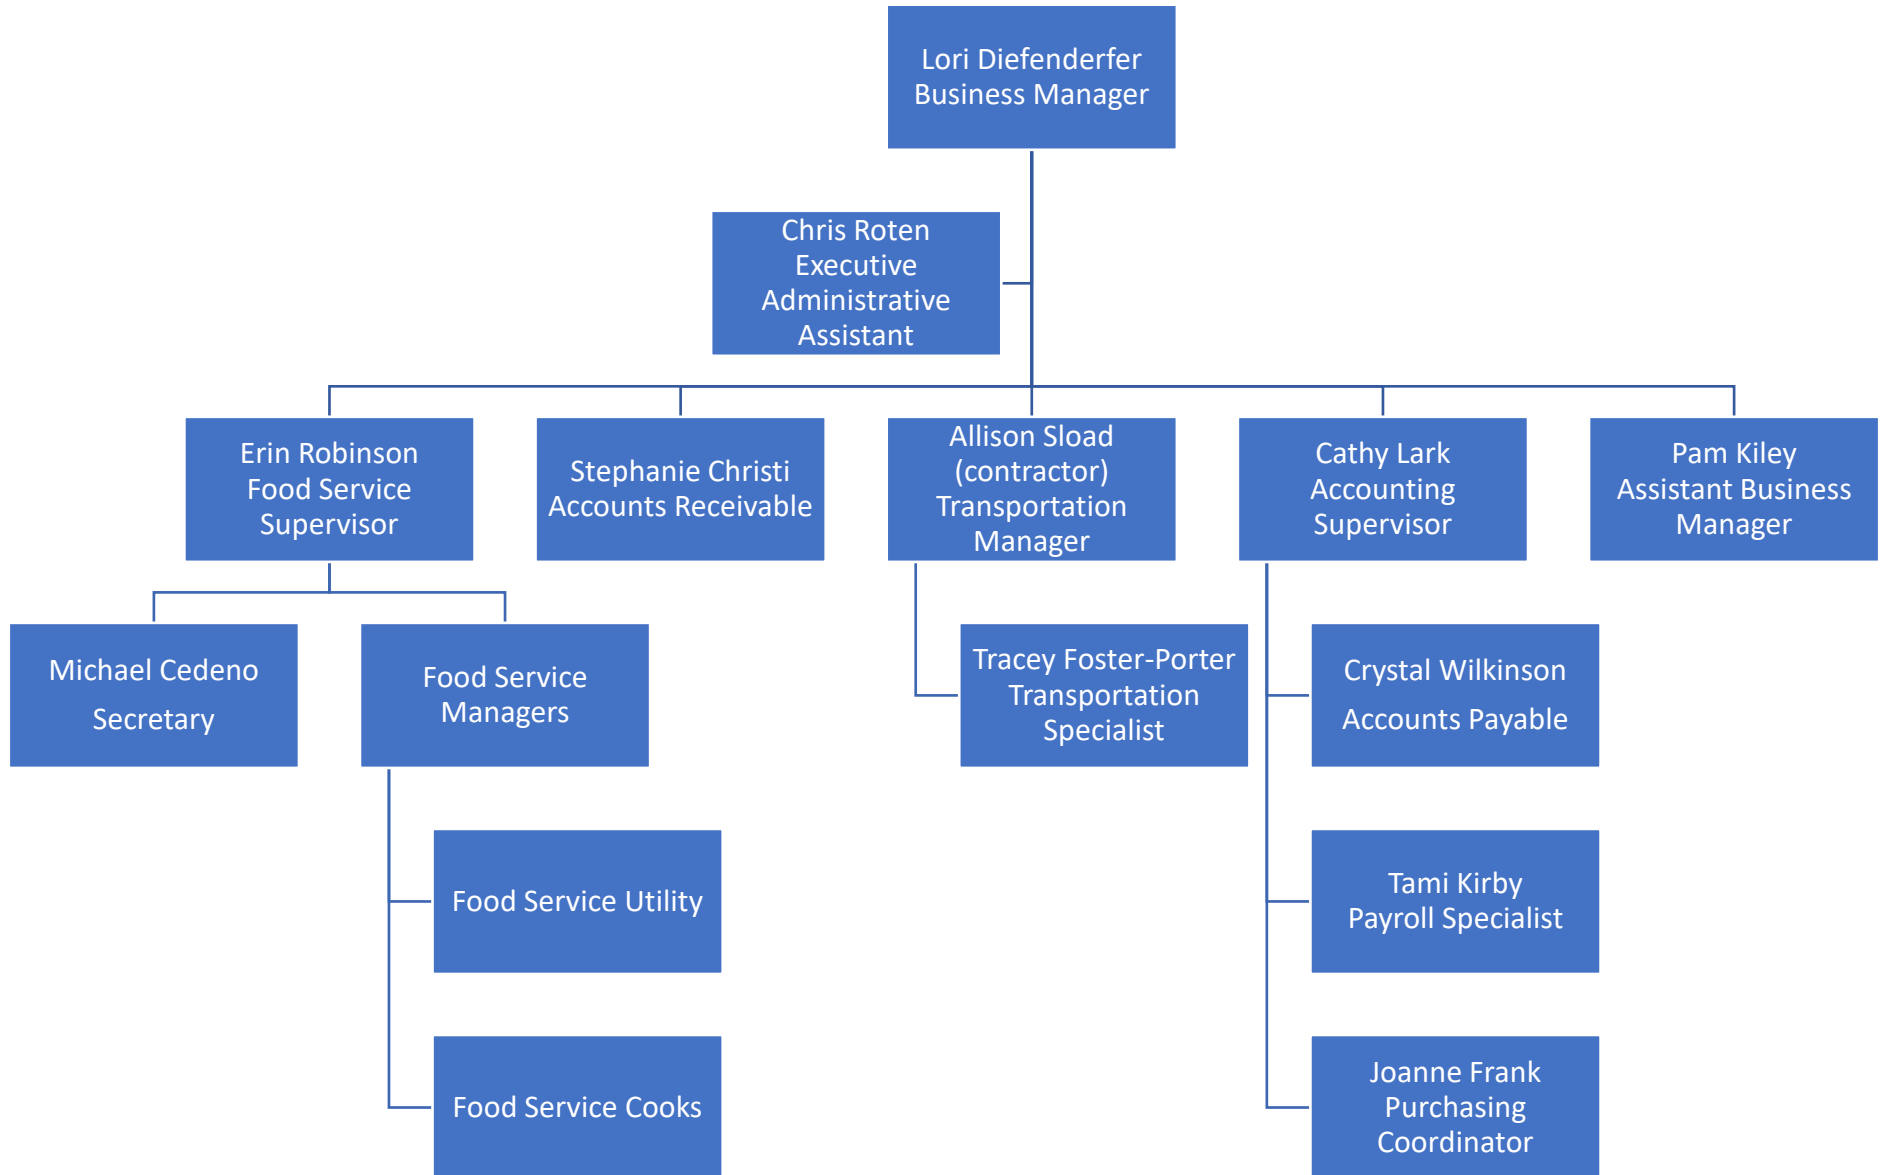 Lori Diefenderfer
Business Manager
Chris Roten
Executive
Administrative
Assistant
Erin Robinson
Food Service
Supervisor
Stephanie Christi
Accounts Receivable
Allison Sload
(contractor)
Transportation
Manager
Cathy Lark
Accounting
Supervisor
Pam Kiley
Assistant Business
Manager
Michael Cedeno
Secretary
Food Service
Managers
Tracey Foster-Porter
Transportation
Specialist
Crystal Wilkinson
Accounts Payable
Food Service Utility
Tami Kirby
Payroll Specialist
Food Service Cooks
Joanne Frank
Purchasing
Coordinator